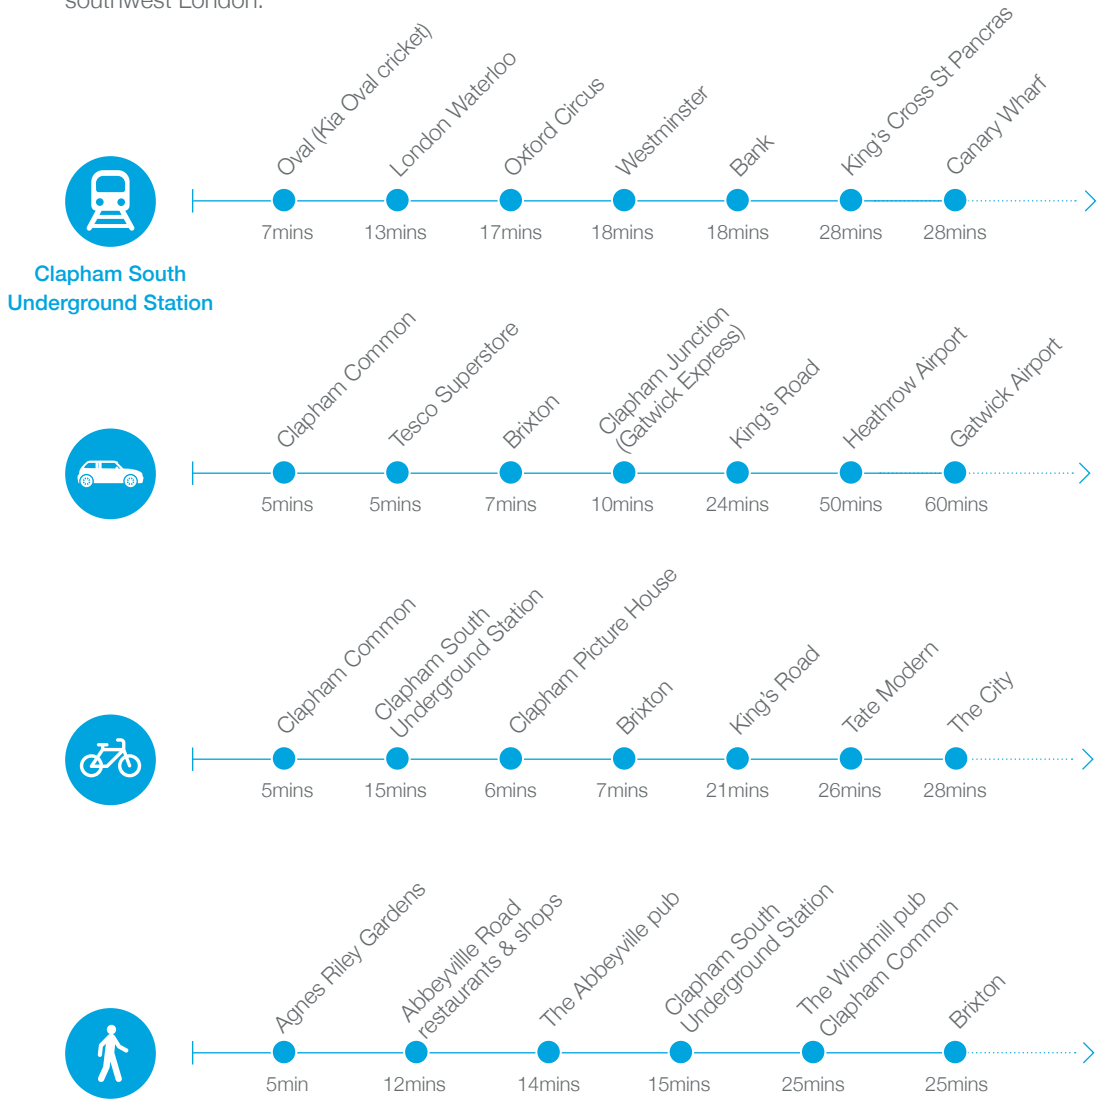 southwest London.
Oval (Kia Oval cricket)
London Waterloo
Oxford Circus
Westminster
Bank
King's Cross St Pancras
Canary Wharf
7mins
13mins
17mins
18mins
18mins
28mins
28mins
Clapham South
Underground Station
Clapham Common
Tesco Superstore
Brixton
Clapham Junction
(Gatwick Express)
King's Road
Heathrow Airport
Gatwick Airport
5mins
5mins
7mins
10mins
24mins
50mins
60mins
Clapham Common
Clapham South
Underground Station
Clapham Picture House
Brixton
King's Road
Tate Modern
The City
5mins
15mins
6mins
7mins
21mins
26mins
28mins
Agnes Riley Gardens
Abbeyvillle Road
restaurants & shops
The Abbeyville pub
Clapham South
Underground Station
The Windmill pub
Clapham Common
Brixton
5min
12mins
14mins
15mins
25mins
25mins